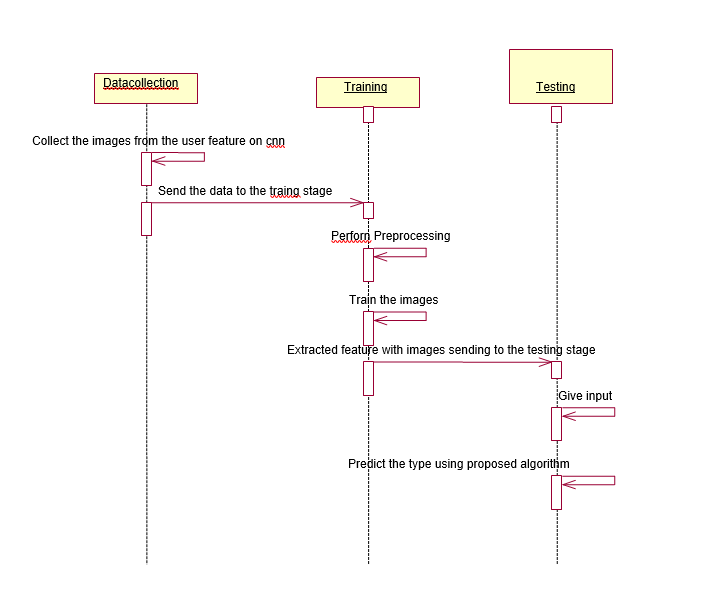 Datacollection
Training
Testing
Collect the images from the user feature on cnn
Send the data to the traing stage
Perforn Preprocessing
Train the images
Extracted feature with images sending to the testing stage
Give input
Predict the type using proposed algorithm